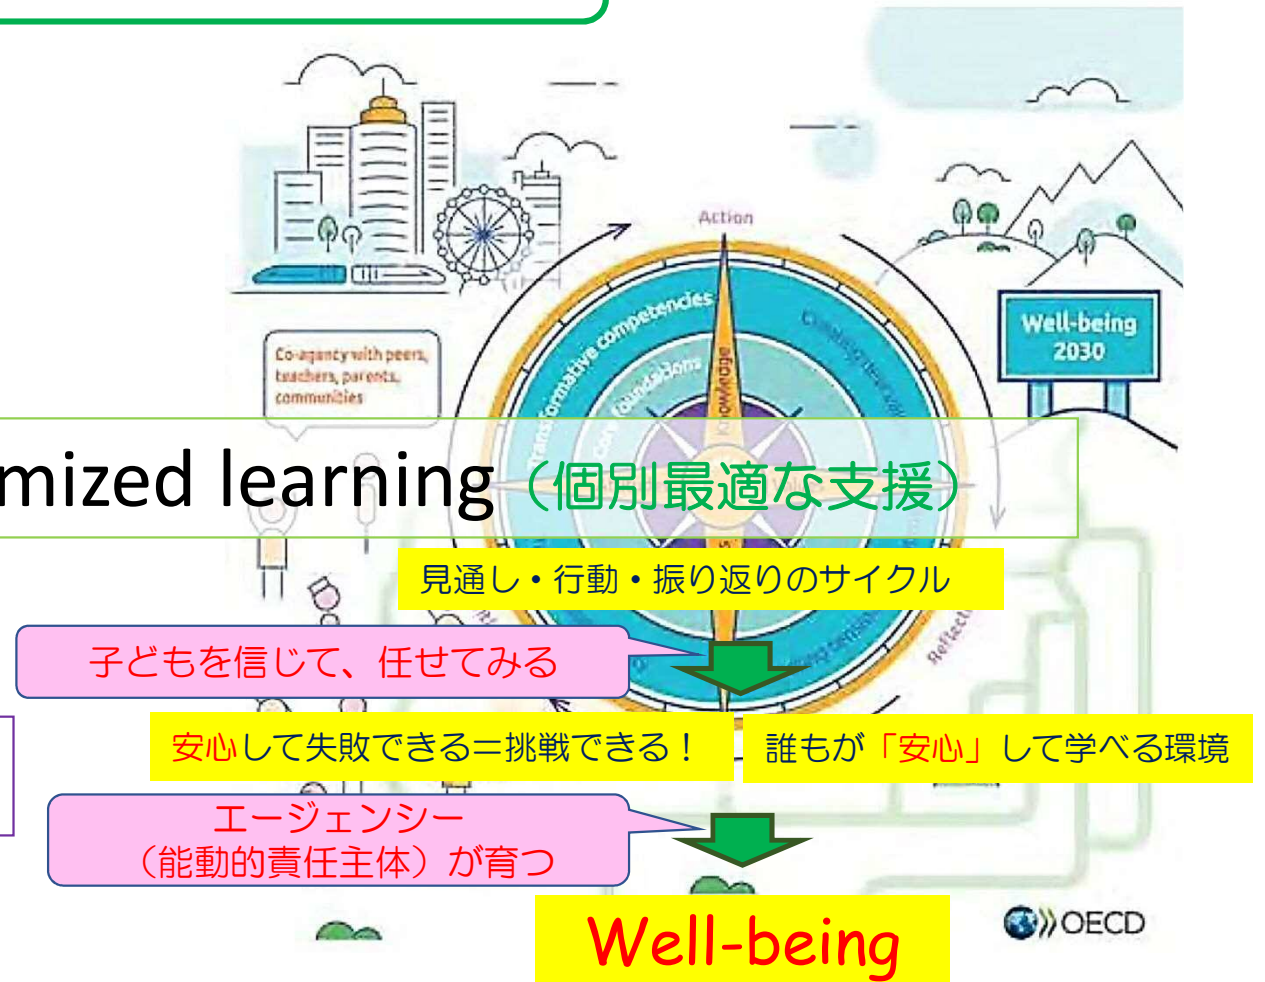 Action
Well-being
2030
Co-agency with peers,
teachers, parents,
communities
Transformative competencies
Core foundations
Knowledge
mized learning（個別最適な支援）
見通し・行動・振り返りのサイクル
子どもを信じて、任せてみる
安心して失敗できる＝挑戦できる！
誰もが「安心」して学べる環境
エージェンシー
（能動的責任主体）が育つ
Well-being
OECD